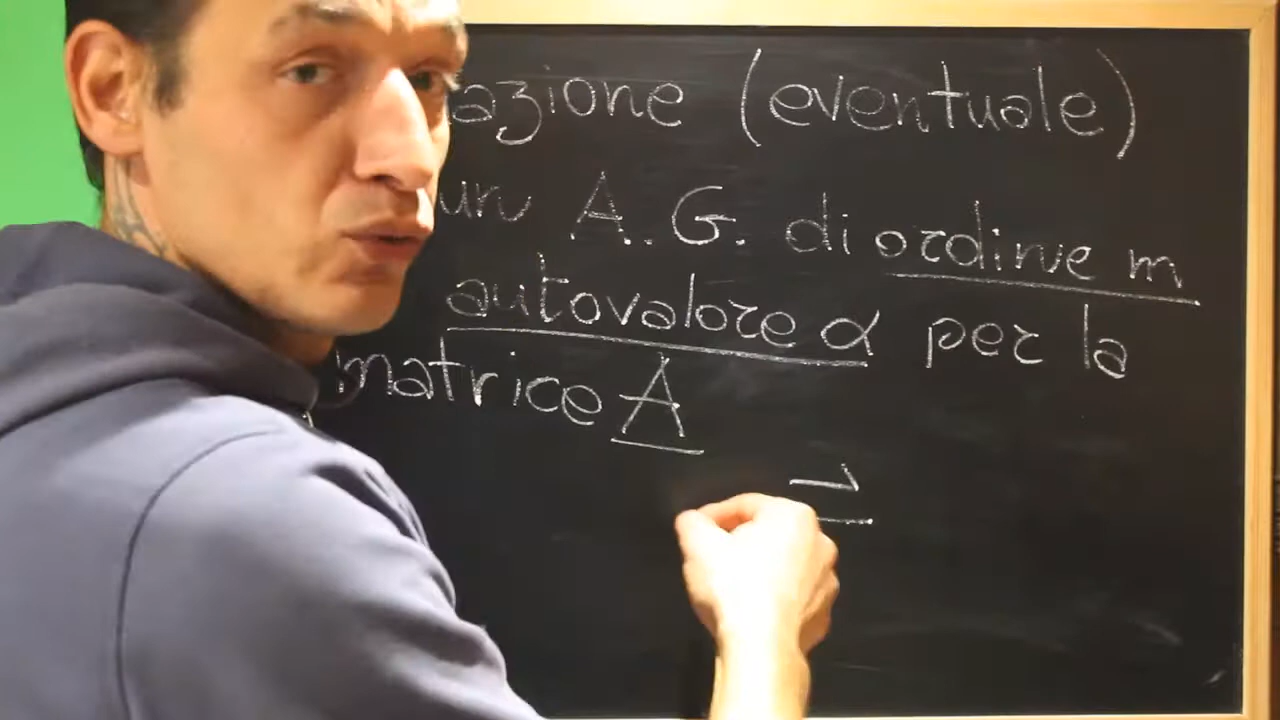 azione (eventuale)
un A.G. di ordine m
autovalore α per la
matrice A